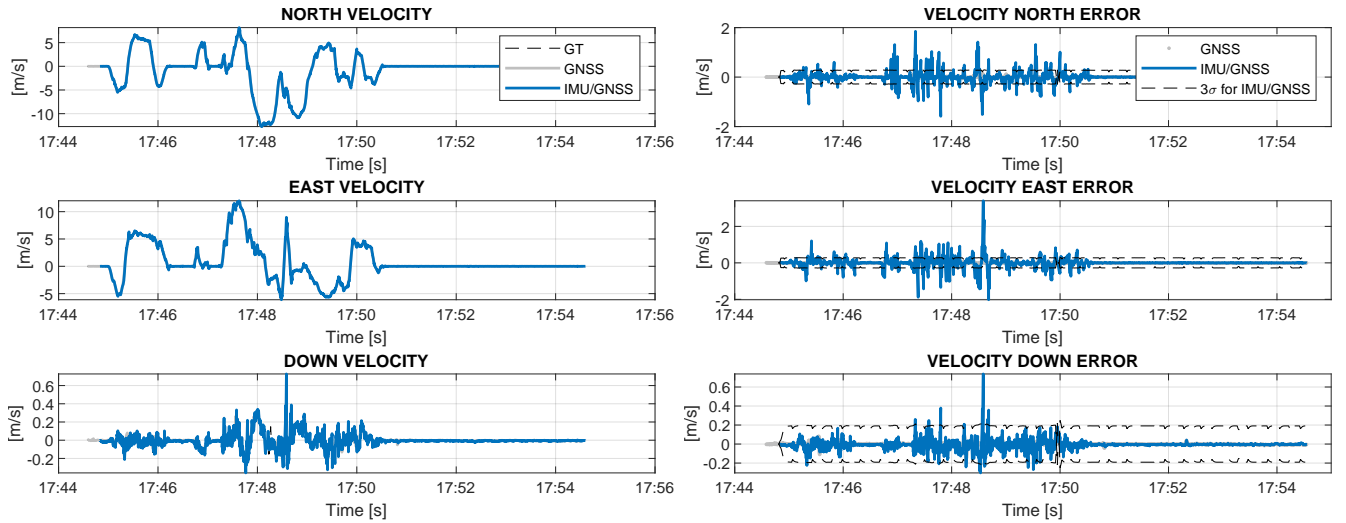 NORTH VELOCITY
[m/s]
5
0
-5
-10
GT
GNSS
IMU/GNSS
17:44 17:46 17:48 17:50 17:52 17:54 17:56
Time [s]
VELOCITY NORTH ERROR
[m/s]
2
0
-2
GNSS
IMU/GNSS
3σ for IMU/GNSS
17:44 17:46 17:48 17:50 17:52 17:54
Time [s]
EAST VELOCITY
[m/s]
10
5
0
-5
17:44 17:46 17:48 17:50 17:52 17:54 17:56
Time [s]
VELOCITY EAST ERROR
[m/s]
2
0
-2
17:44 17:46 17:48 17:50 17:52 17:54
Time [s]
DOWN VELOCITY
[m/s]
0.6
0.4
0.2
0
-0.2
17:44 17:46 17:48 17:50 17:52 17:54 17:56
Time [s]
VELOCITY DOWN ERROR
[m/s]
0.6
0.4
0.2
0
-0.2
17:44 17:46 17:48 17:50 17:52 17:54
Time [s]